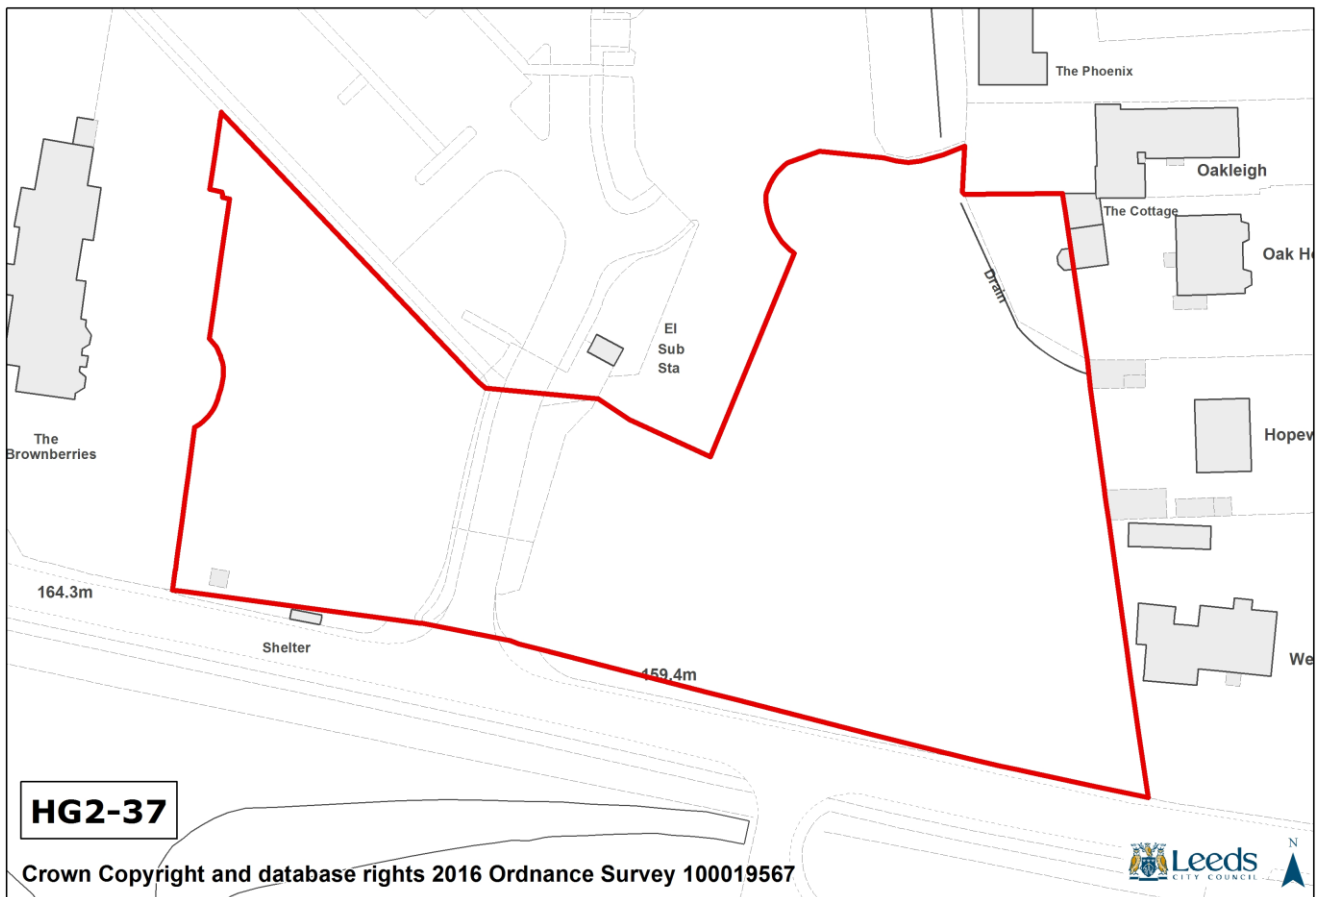 The Phoenix
Oakleigh
The Cottage
Oak H
Drain
El
Sub
Sta
Hopew
The
Brownberries
164.3m
Shelter
159.4m
We
HG2-37
Crown Copyright and database rights 2016 Ordnance Survey 100019567
Leeds
CITY COUNCIL
N